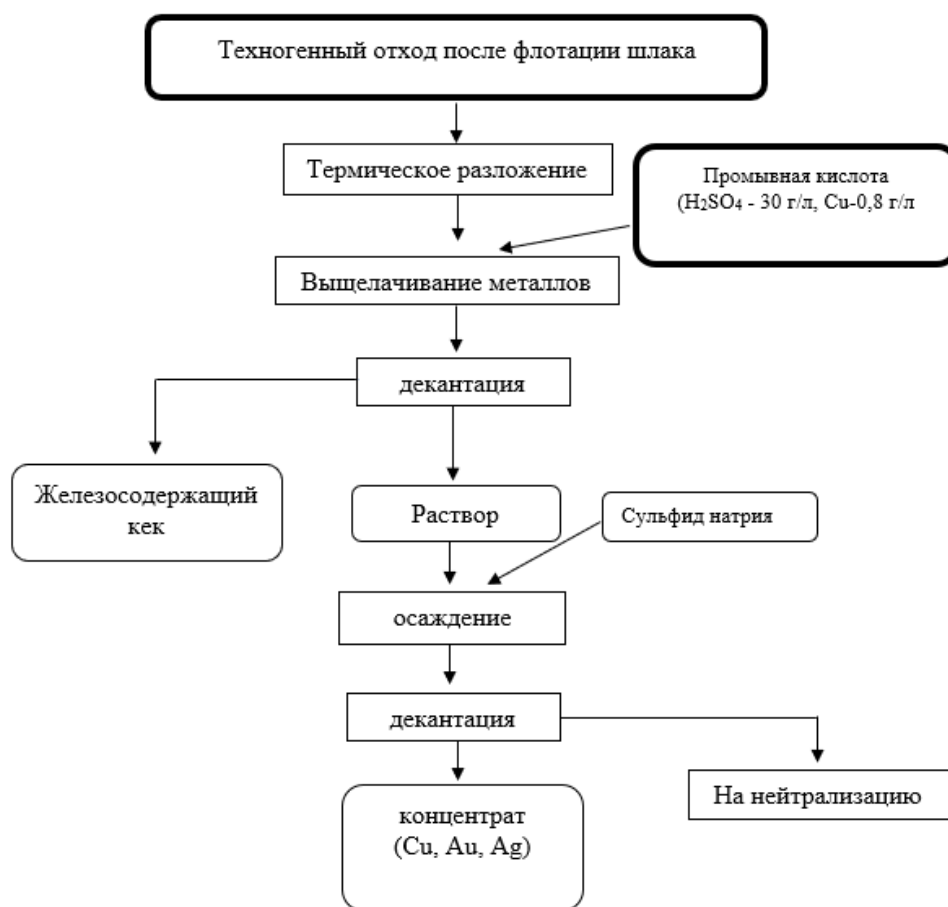 Техногенный отход после флотации шлака
Термическое разложение
Промывная кислота
(H₂SO₄ - 30 г/л, Cu-0,8 г/л
Выщелачивание металлов
декантация
Железосодержащий
кек
Раствор
Сульфид натрия
осаждение
декантация
На нейтрализацию
концентрат
(Cu, Au, Ag)